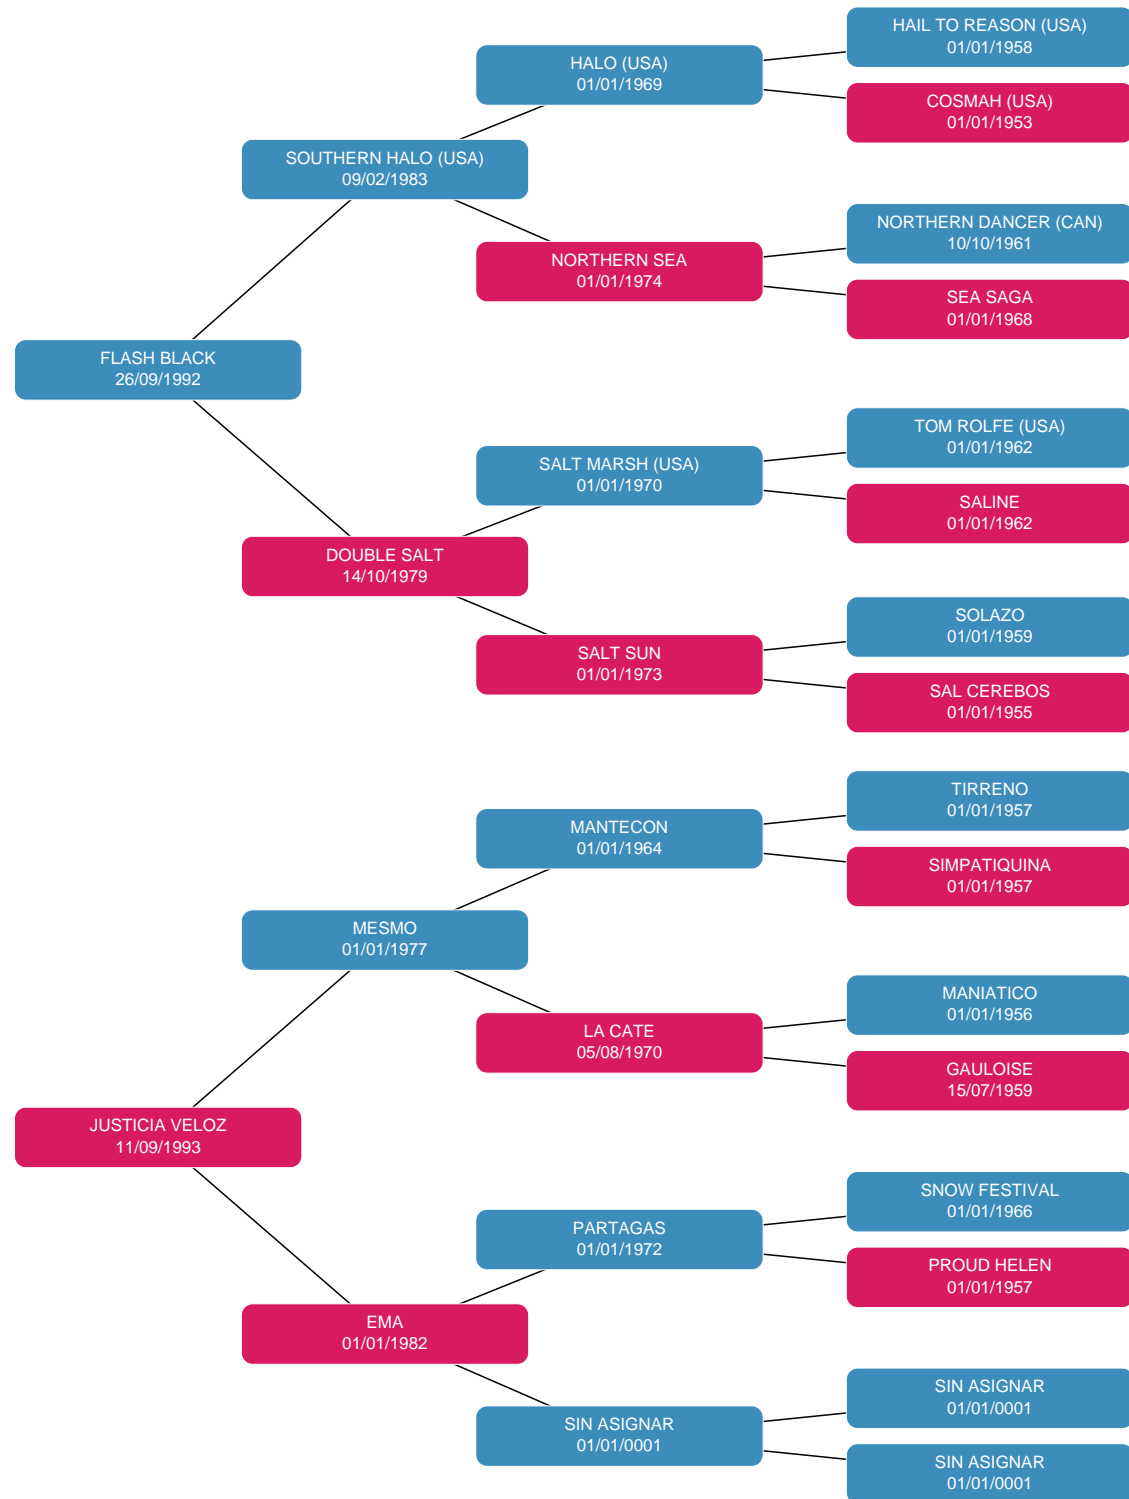 HAIL TO REASON (USA)
01/01/1958
HALO (USA)
01/01/1969
COSMAH (USA)
01/01/1953
SOUTHERN HALO (USA)
09/02/1983
NORTHERN DANCER (CAN)
10/10/1961
NORTHERN SEA
01/01/1974
SEA SAGA
01/01/1968
FLASH BLACK
26/09/1992
TOM ROLFE (USA)
01/01/1962
SALT MARSH (USA)
01/01/1970
SALINE
01/01/1962
DOUBLE SALT
14/10/1979
SOLAZO
01/01/1959
SALT SUN
01/01/1973
SAL CEREBOS
01/01/1955
TIRRENO
01/01/1957
MANTECON
01/01/1964
SIMPATIQUINA
01/01/1957
MESMO
01/01/1977
MANIATICO
01/01/1956
LA CATE
05/08/1970
GAULOISE
15/07/1959
JUSTICIA VELOZ
11/09/1993
SNOW FESTIVAL
01/01/1966
PARTAGAS
01/01/1972
PROUD HELEN
01/01/1957
EMA
01/01/1982
SIN ASIGNAR
01/01/0001
SIN ASIGNAR
01/01/0001
SIN ASIGNAR
01/01/0001